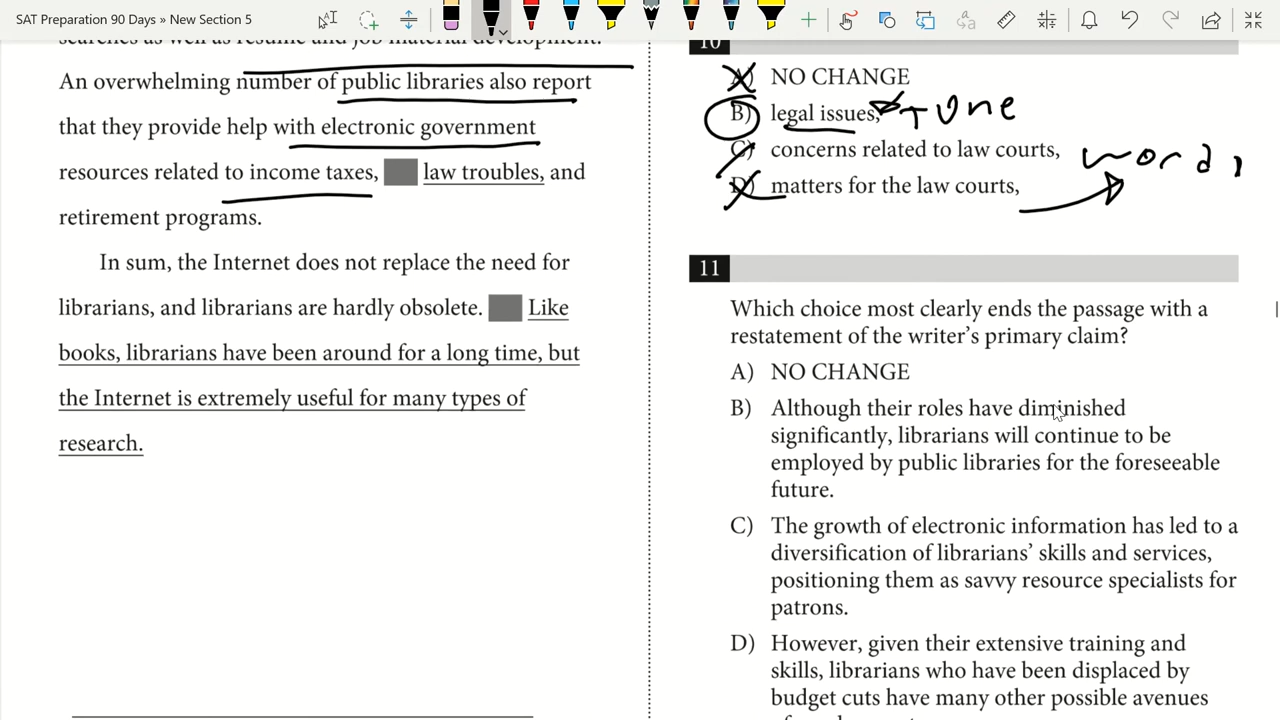 SAT Preparation 90 Days » New Section 5
searches as well as resume and job material development.
An overwhelming number of public libraries also report
that they provide help with electronic government
resources related to income taxes, law troubles, and
retirement programs.
In sum, the Internet does not replace the need for
librarians, and librarians are hardly obsolete. Like
books, librarians have been around for a long time, but
the Internet is extremely useful for many types of
research.
10
A) NO CHANGE
B) legal issues, Tone
C) concerns related to law courts,
wordy
D) matters for the law courts,
11
Which choice most clearly ends the passage with a
restatement of the writer's primary claim?
A) NO CHANGE
B) Although their roles have diminished
significantly, librarians will continue to be
employed by public libraries for the foreseeable
future.
C) The growth of electronic information has led to a
diversification of librarians' skills and services,
positioning them as savvy resource specialists for
patrons.
D) However, given their extensive training and
skills, librarians who have been displaced by
budget cuts have many other possible avenues